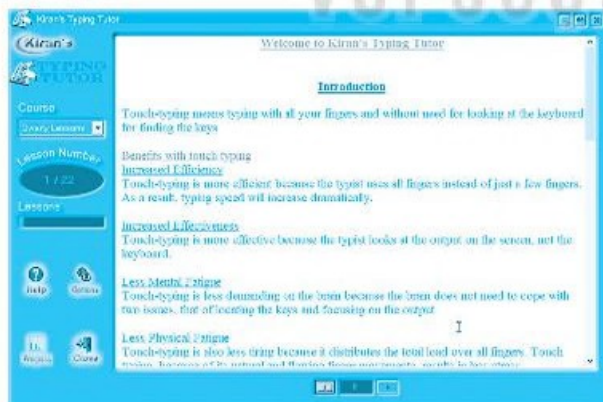 Kiran's Typing Tutor
Kiran's
TYPING
TUTOR
Course
Lesson Number
1 / 22
Lessons
Help
Options
Close
Welcome to Kiran's Typing Tutor
Introduction
Touch-typing means typing with all your fingers and without need for looking at the keyboard
for finding the keys
Benefits with touch typing
Increased Efficiency
Touch-typing is more efficient because the typist uses all fingers instead of just a few fingers.
As a result, typing speed will increase dramatically.
Increased Effectiveness
Touch-typing is more effective because the typist looks at the output on the screen, not the
keyboard.
Less Mental Fatigue
Touch-typing is less demanding on the brain because the brain does not need to cope with
two issues, that of locating the keys and focusing on the output
Less Physical Fatigue
Touch-typing is also less tiring because it distributes the total load over all fingers. Touch